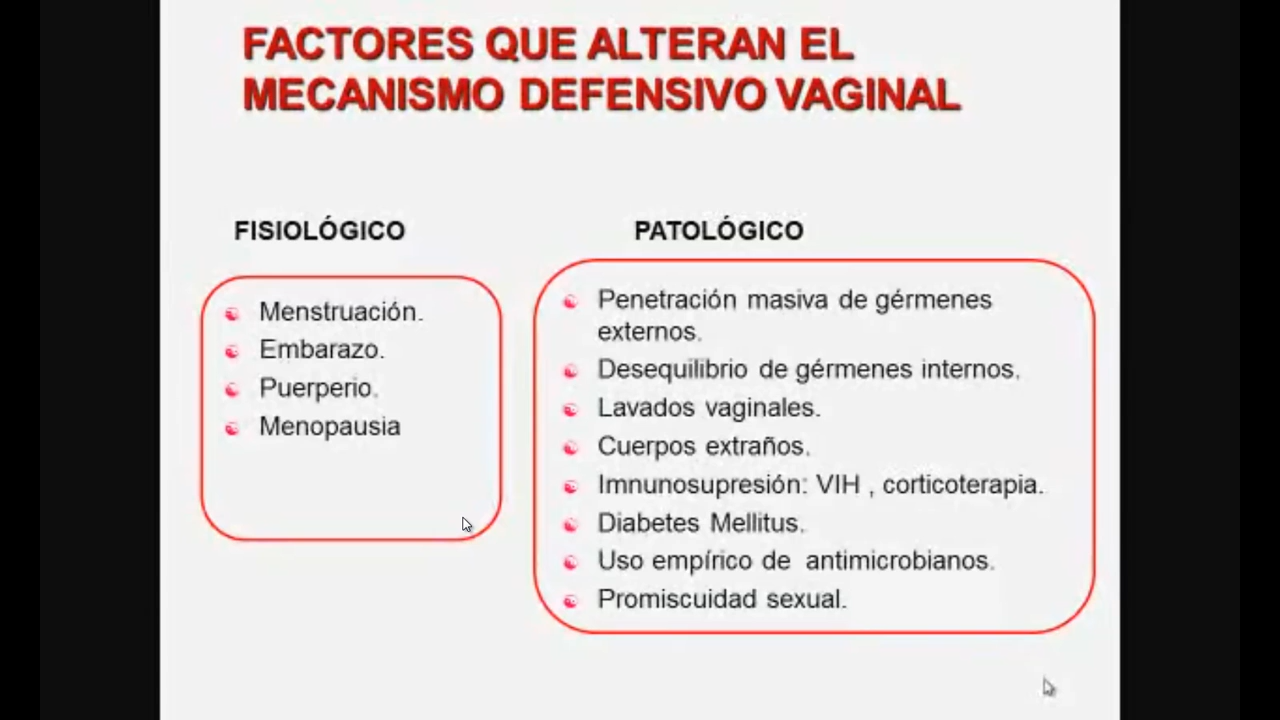 FACTORES QUE ALTERAN EL
MECANISMO DEFENSIVO VAGINAL
FISIOLÓGICO
Menstruación.
Embarazo.
Puerperio.
Menopausia
PATOLÓGICO
Penetración masiva de gérmenes
externos.
Desequilibrio de gérmenes internos.
Lavados vaginales.
Cuerpos extraños.
Imnunosupresión: VIH , corticoterapia.
Diabetes Mellitus.
Uso empírico de antimicrobianos.
Promiscuidad sexual.